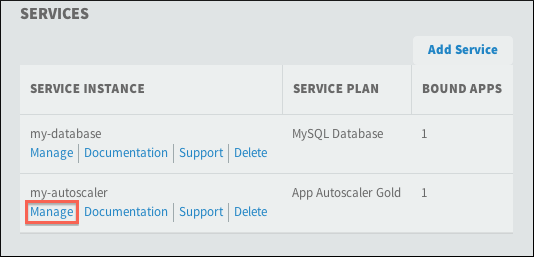 SERVICES
Add Service
SERVICE INSTANCE SERVICE PLAN BOUND APPS
my-database MySQL Database 1
Manage Documentation Support Delete
my-autoscaler App Autoscaler Gold 1
Manage Documentation Support Delete